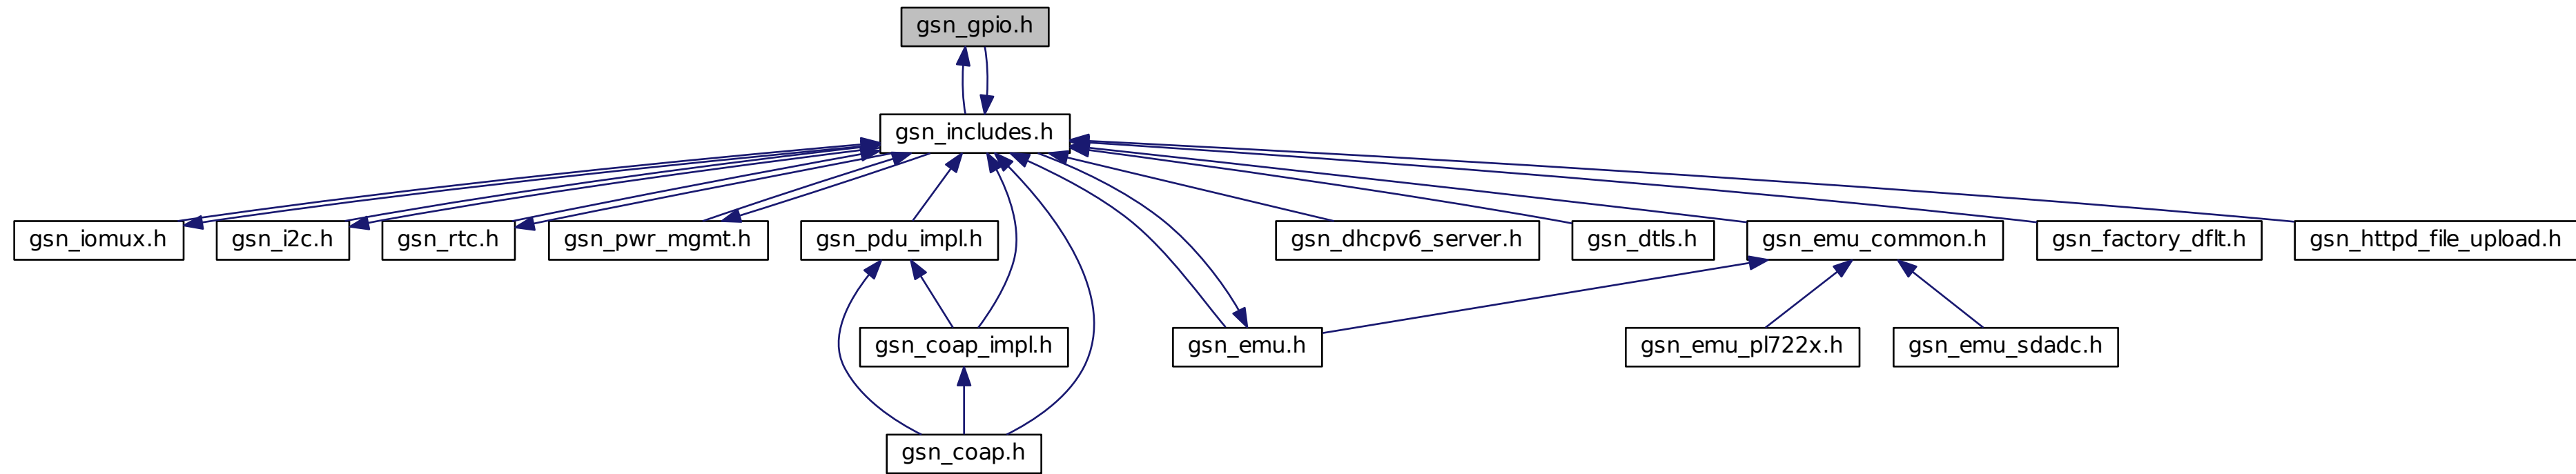 gsn_gpio.h
gsn_includes.h
gsn_iomux.h
gsn_i2c.h
gsn_rtc.h
gsn_pwr_mgmt.h
gsn_pdu_impl.h
gsn_dhcpv6_server.h
gsn_dtls.h
gsn_emu_common.h
gsn_factory_dflt.h
gsn_httpd_file_upload.h
gsn_coap_impl.h
gsn_emu.h
gsn_emu_pl722x.h
gsn_emu_sdadc.h
gsn_coap.h